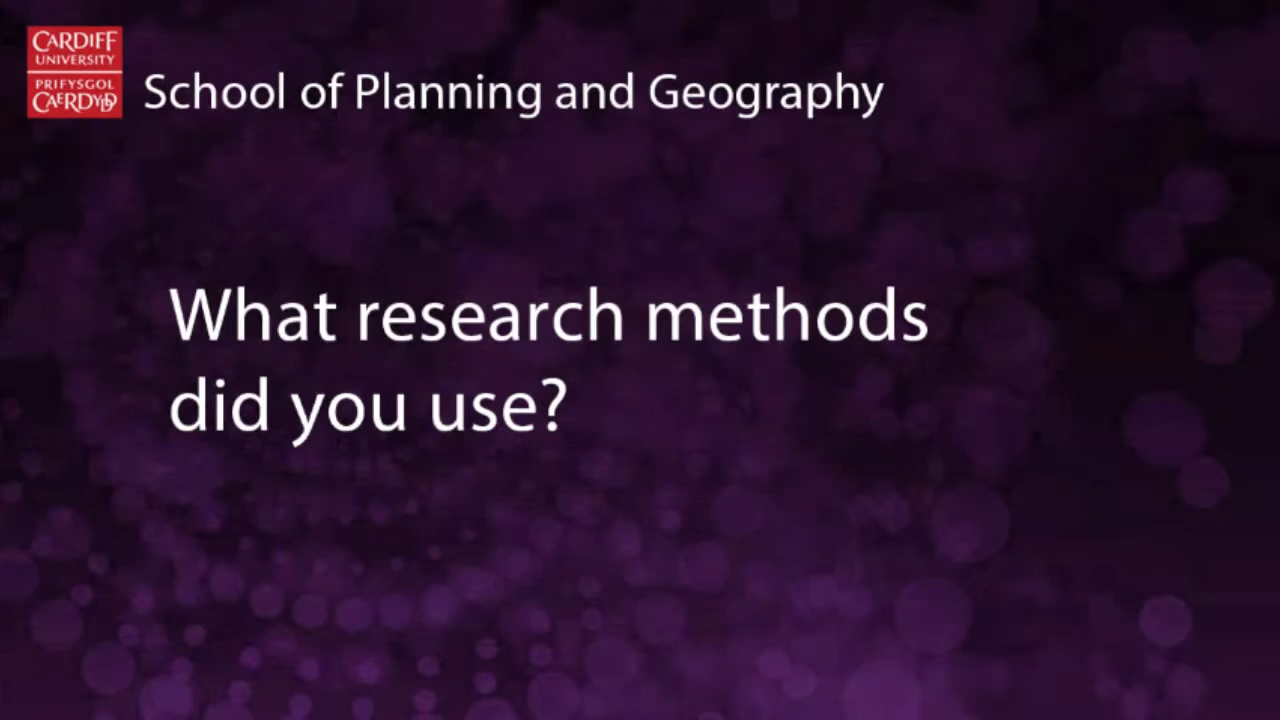 CARDIFF
UNIVERSITY
PRIFYSGOL
CAERDYDD
School of Planning and Geography
What research methods
did you use?